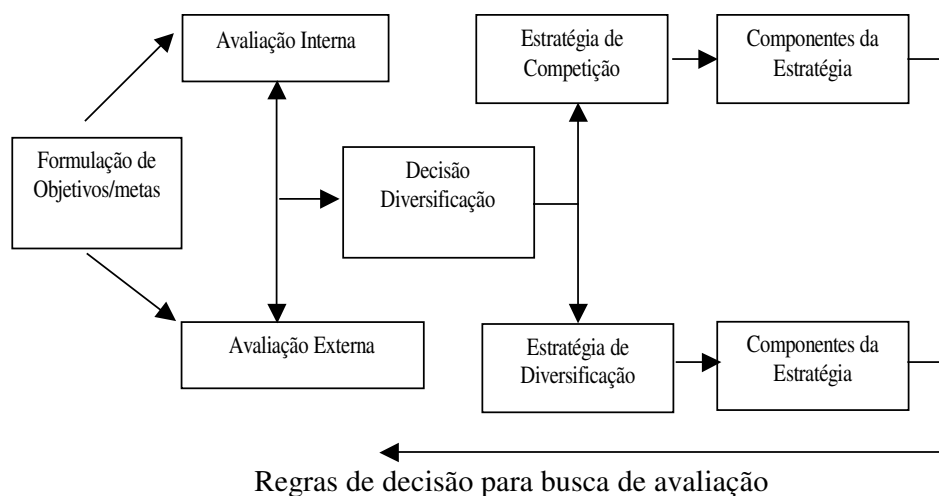 Avaliação Interna
Estratégia de
Competição
Componentes da
Estratégia
Formulação de
Objetivos/metas
Decisão
Diversificação
Avaliação Externa
Estratégia de
Diversificação
Componentes da
Estratégia
Regras de decisão para busca de avaliação